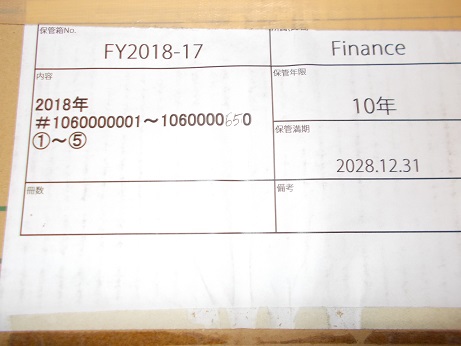 保管箱No.
FY2018-17
Finance
内容
保管年限
2018年
#1060000001～1060000650
①～⑤
10年
保管満期
2028.12.31
冊数
備考